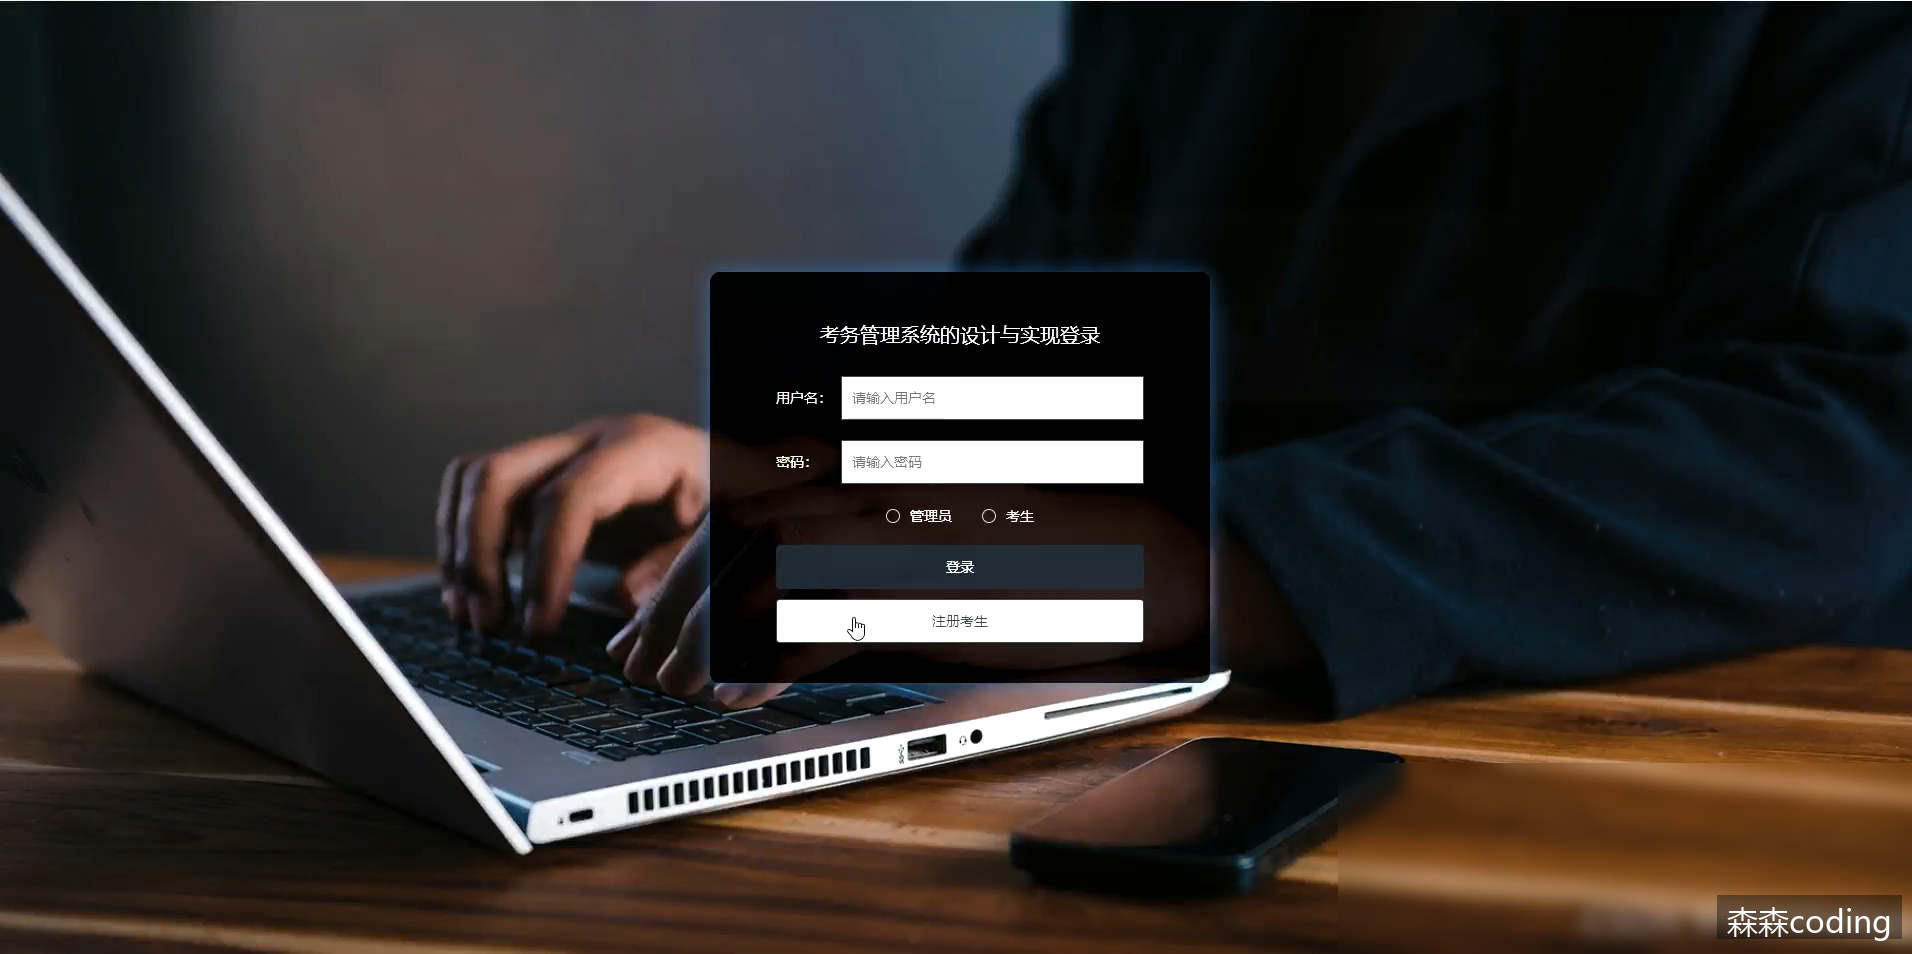 考务管理系统的设计与实现登录
用户名：
请输入用户名
密码：
请输入密码
管理员
考生
登录
注册考生
森森coding